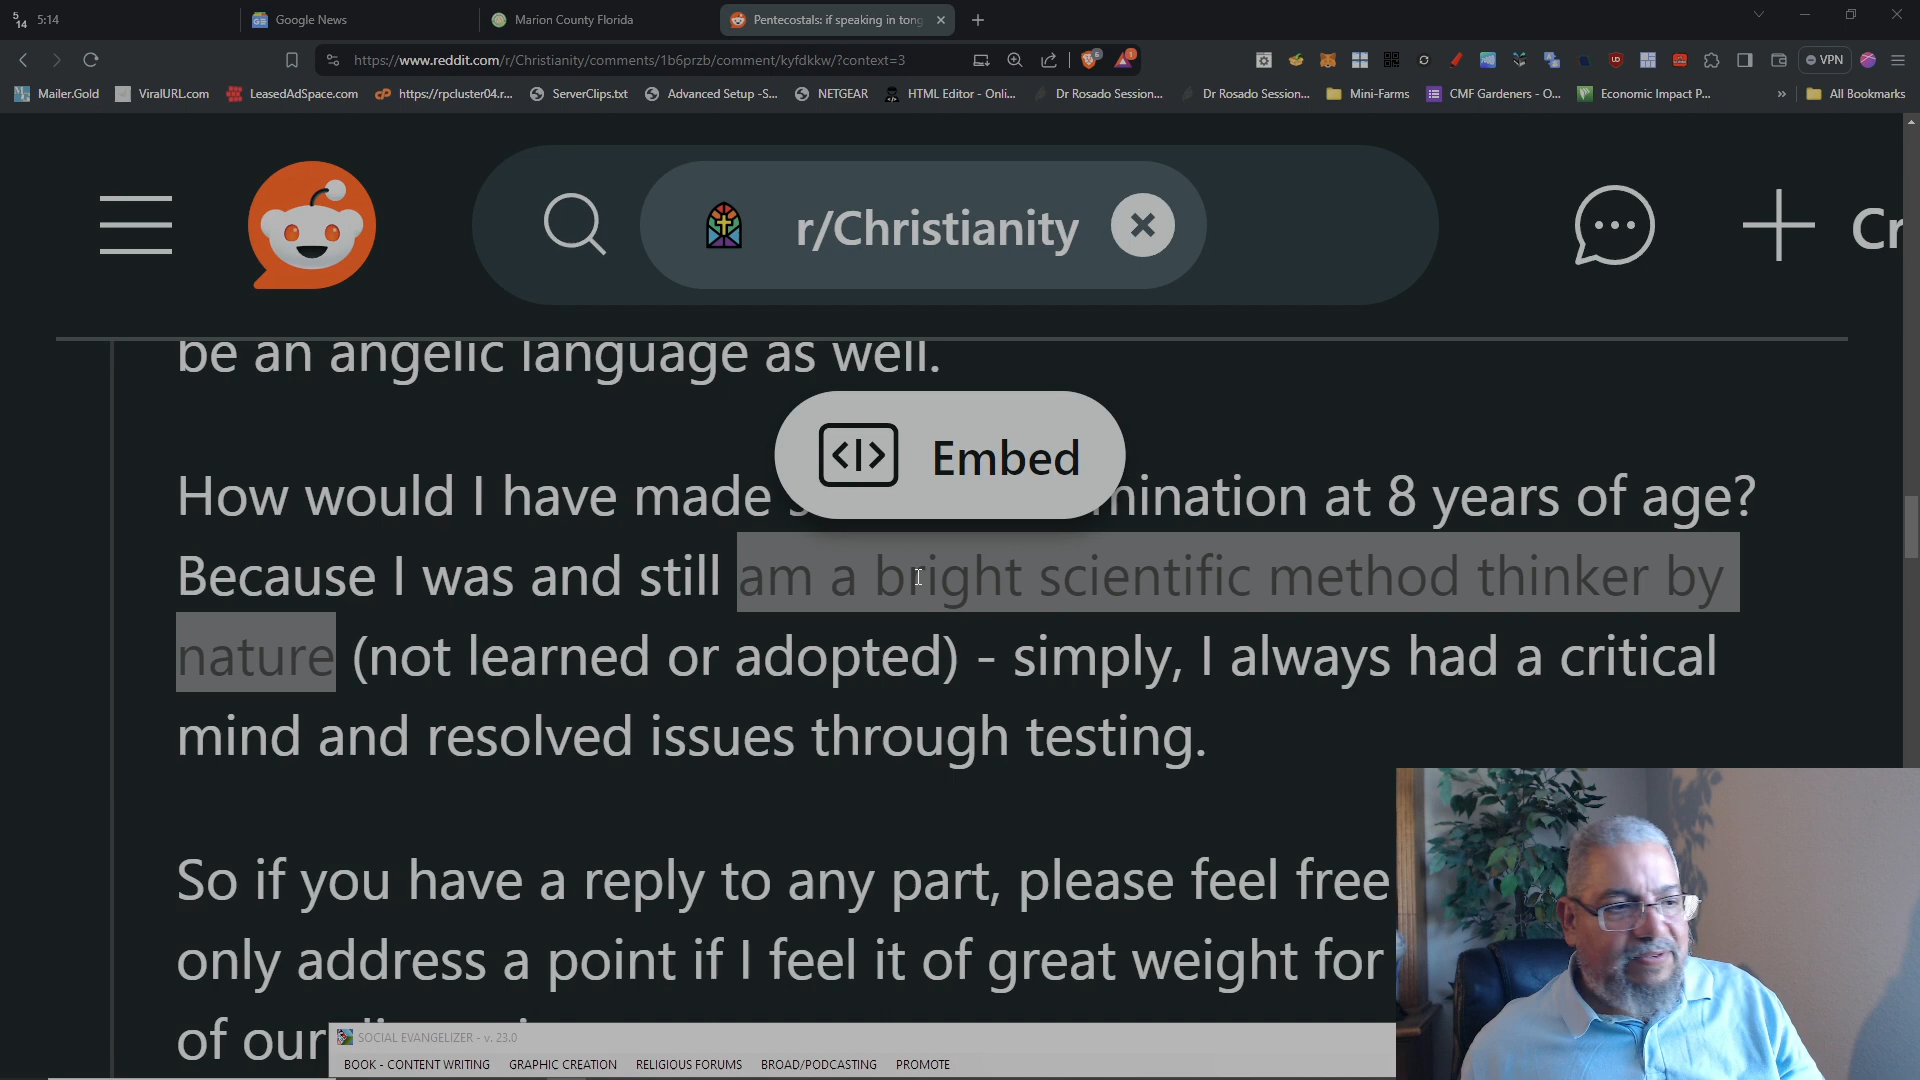 5
14
5:14
Google News
Marion County Florida
Pentecostals: if speaking in tong
https://www.reddit.com/r/Christianity/comments/1b6przb/comment/kyfdkkw/?context=3
6
1
VPN
Mailer.Gold
ViralURL.com
LeasedAdSpace.com
https://rpcluster04.r...
ServerClips.txt
Advanced Setup -S...
NETGEAR
HTML Editor - Onli...
Dr Rosado Session...
Dr Rosado Session...
Mini-Farms
CMF Gardeners - O...
Economic Impact P...
All Bookmarks
r/Christianity
Cr
be an angelic language as well.
Embed
How would I have made s mination at 8 years of age?
Because I was and still am a bright scientific method thinker by
nature (not learned or adopted) - simply, I always had a critical
mind and resolved issues through testing.
So if you have a reply to any part, please feel free
only address a point if I feel it of great weight for
of our
SOCIAL EVANGELIZER - v. 23.0
BOOK - CONTENT WRITING GRAPHIC CREATION RELIGIOUS FORUMS BROAD/PODCASTING PROMOTE